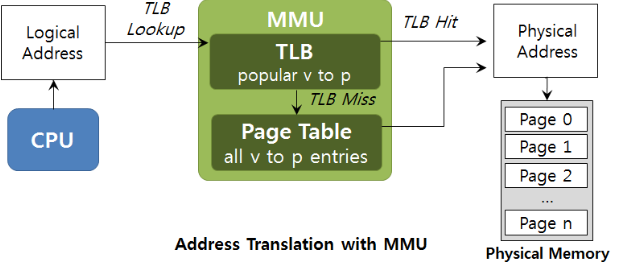 Logical
Address
CPU
TLB
Lookup
MMU
TLB
popular v to p
TLB Miss
Page Table
all v to p entries
TLB Hit
Physical
Address
Page 0
Page 1
Page 2
...
Page n
Physical Memory
Address Translation with MMU